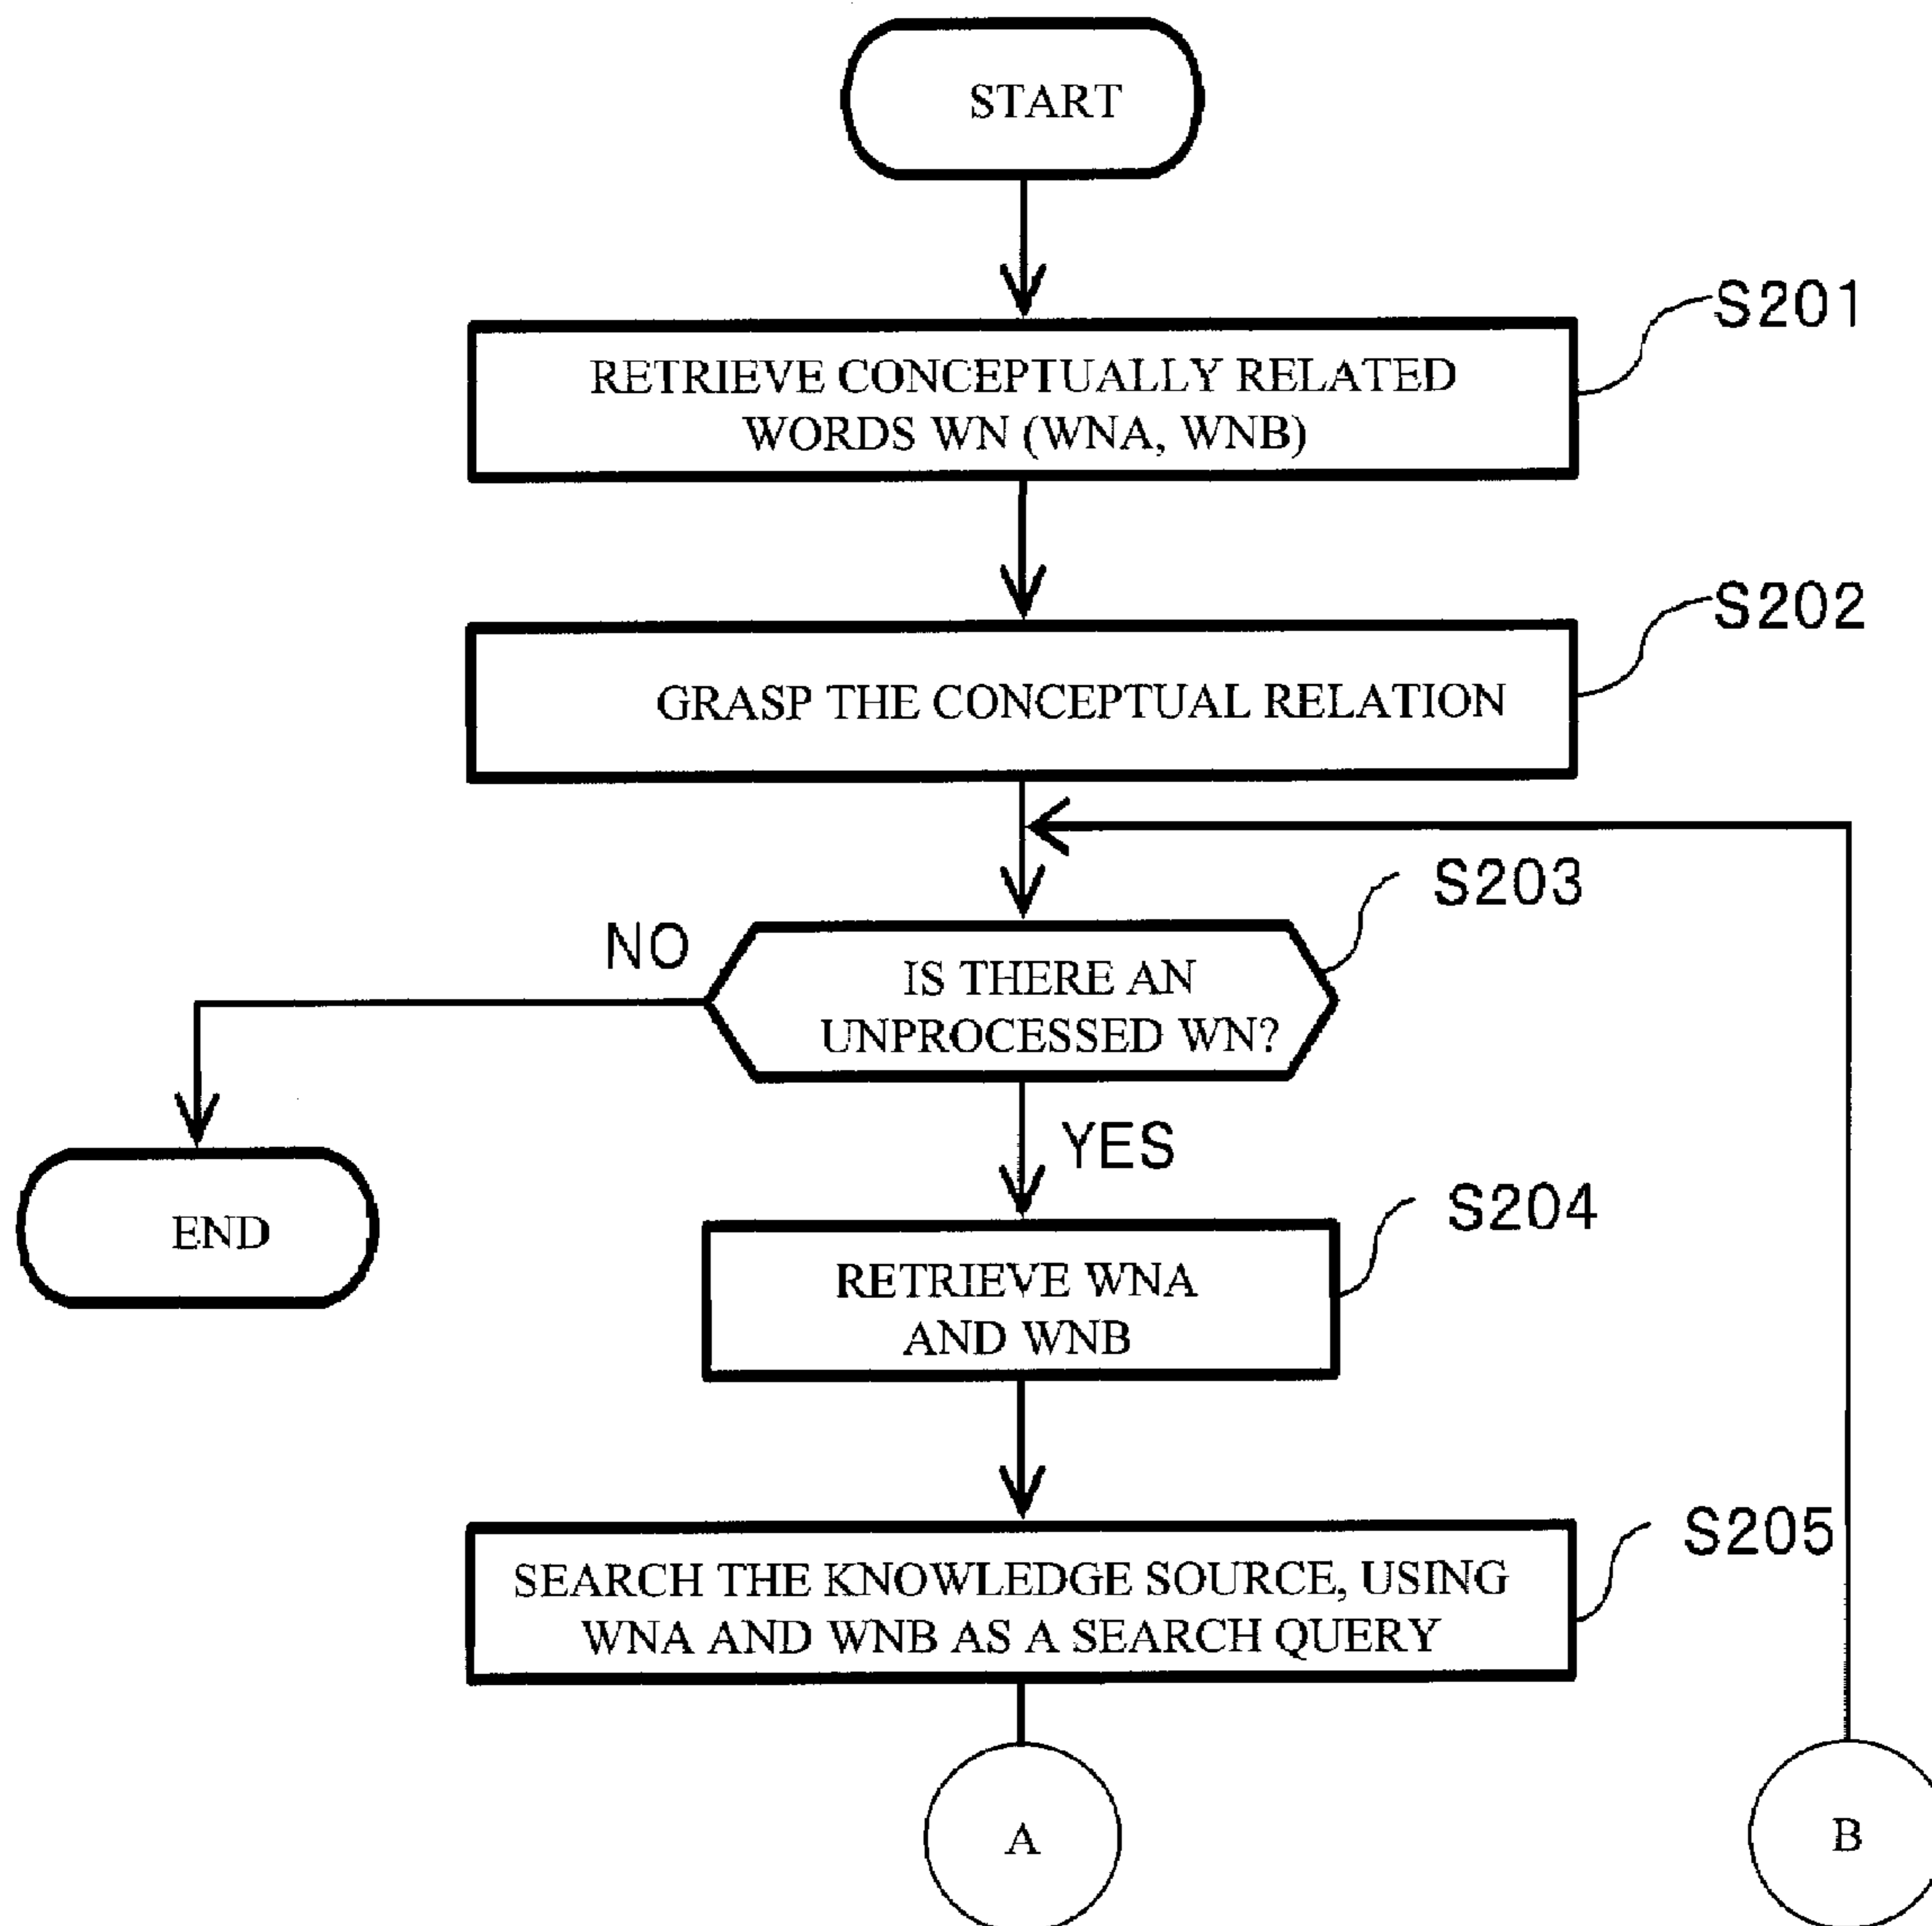 START
S201
RETRIEVE CONCEPTUALLY RELATED
WORDS WN (WNA, WNB)
S202
GRASP THE CONCEPTUAL RELATION
S203
NO
IS THERE AN
UNPROCESSED WN?
YES
END
S204
RETRIEVE WNA
AND WNB
S205
SEARCH THE KNOWLEDGE SOURCE, USING
WNA AND WNB AS A SEARCH QUERY
A
B